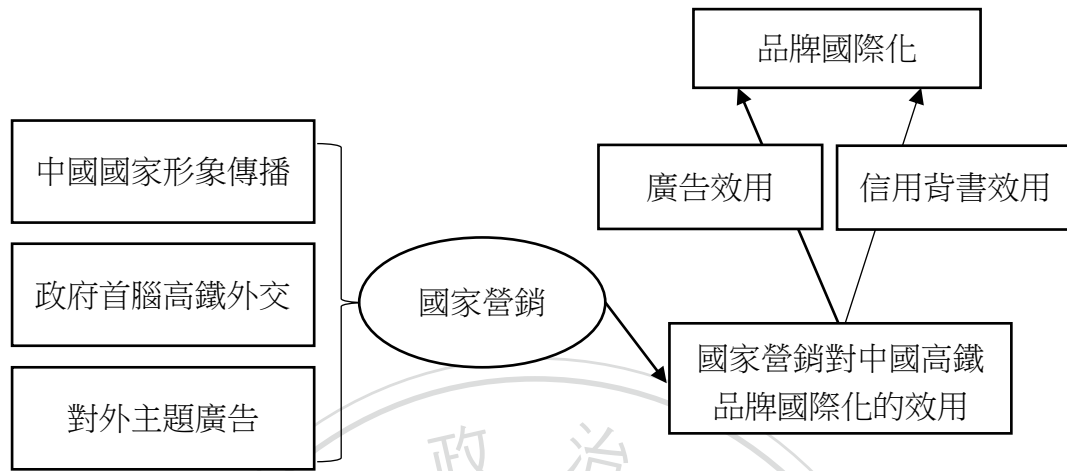 品牌國際化
中國國家形象傳播
廣告效用
信用背書效用
政府首腦高鐵外交
國家營銷
國家營銷對中國高鐵
品牌國際化的效用
對外主題廣告
政 治